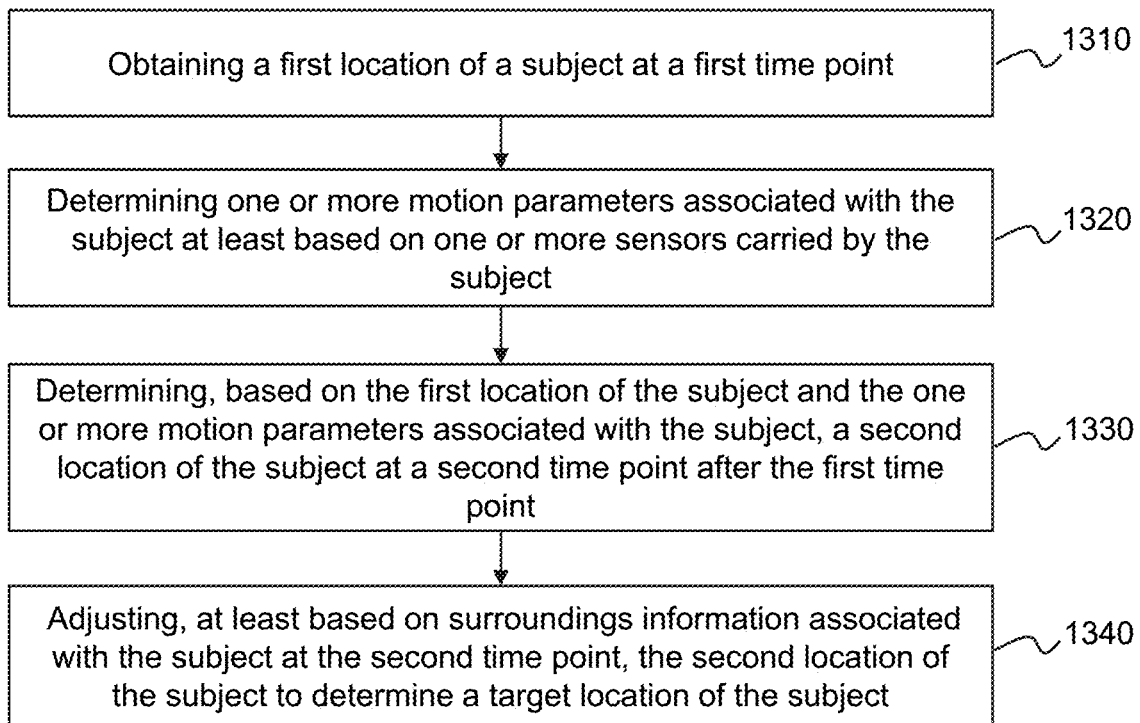 Obtaining a first location of a subject at a first time point
1310
Determining one or more motion parameters associated with the
subject at least based on one or more sensors carried by the
subject
1320
Determining, based on the first location of the subject and the one
or more motion parameters associated with the subject, a second
location of the subject at a second time point after the first time
point
1330
Adjusting, at least based on surroundings information associated
with the subject at the second time point, the second location of
the subject to determine a target location of the subject
1340